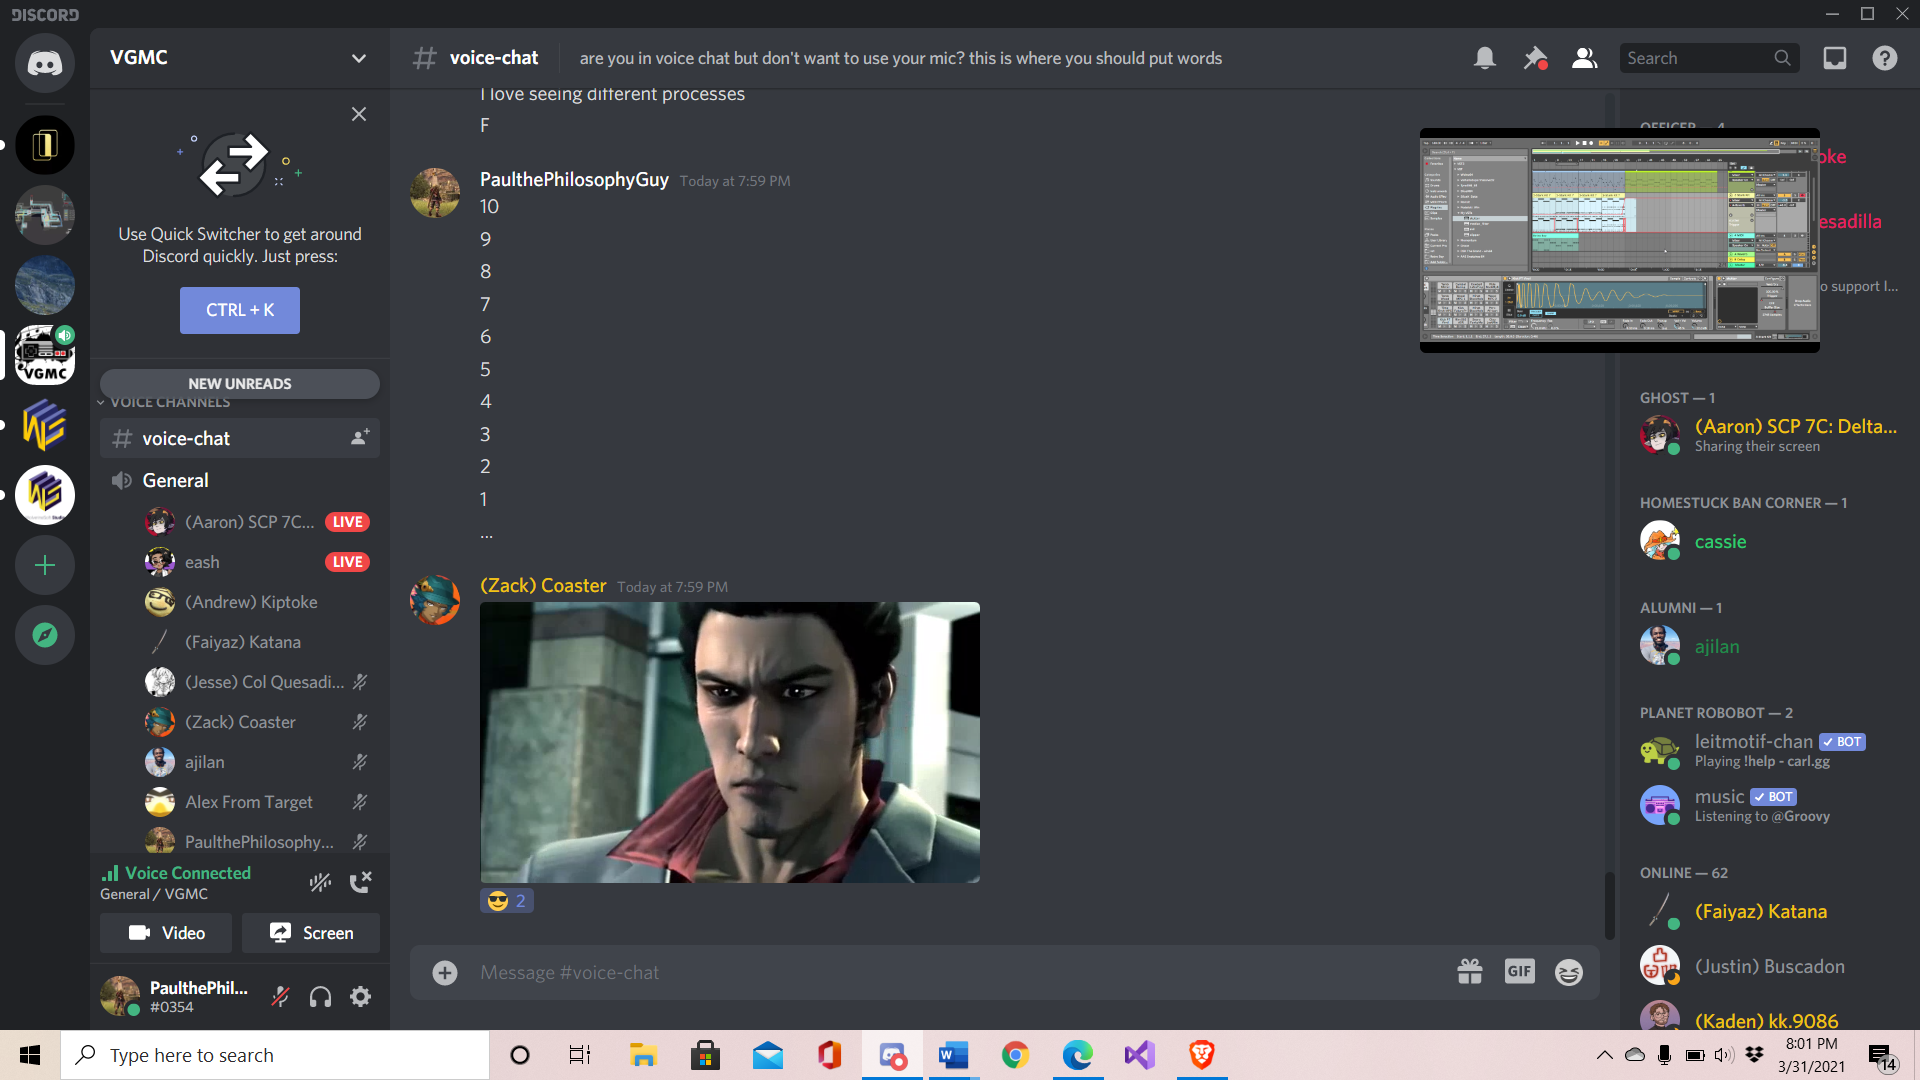 DISCORD
VGMC
# voice-chat
are you in voice chat but don't want to use your mic? this is where you should put words
Search
Use Quick Switcher to get around
Discord quickly. Just press:
CTRL + K
NEW UNREADS
VOICE CHANNELS
voice-chat
General
(Aaron) SCP 7C...
LIVE
eash
LIVE
(Andrew) Kiptoke
(Faiyaz) Katana
(Jesse) Col Quesadi...
(Zack) Coaster
ajilan
Alex From Target
PaulthePhilosophy...
Voice Connected
General / VGMC
Video
Screen
PaulthePhil...
#0354
I love seeing different processes
F
PaulthePhilosophyGuy Today at 7:59 PM
10
9
8
7
6
5
4
3
2
1
...
(Zack) Coaster Today at 7:59 PM
2
Message #voice-chat
GIF
OFFICER — 4
oke
esadilla
o support I...
GHOST — 1
(Aaron) SCP 7C: Delta...
Sharing their screen
HOMESTUCK BAN CORNER — 1
cassie
ALUMNI — 1
ajilan
PLANET ROBOBOT — 2
leitmotif-chan BOT
Playing !help - carl.gg
music BOT
Listening to @Groovy
ONLINE — 62
(Faiyaz) Katana
(Justin) Buscadon
(Kaden) kk.9086
VGMC
Type here to search
8:01 PM
3/31/2021
14